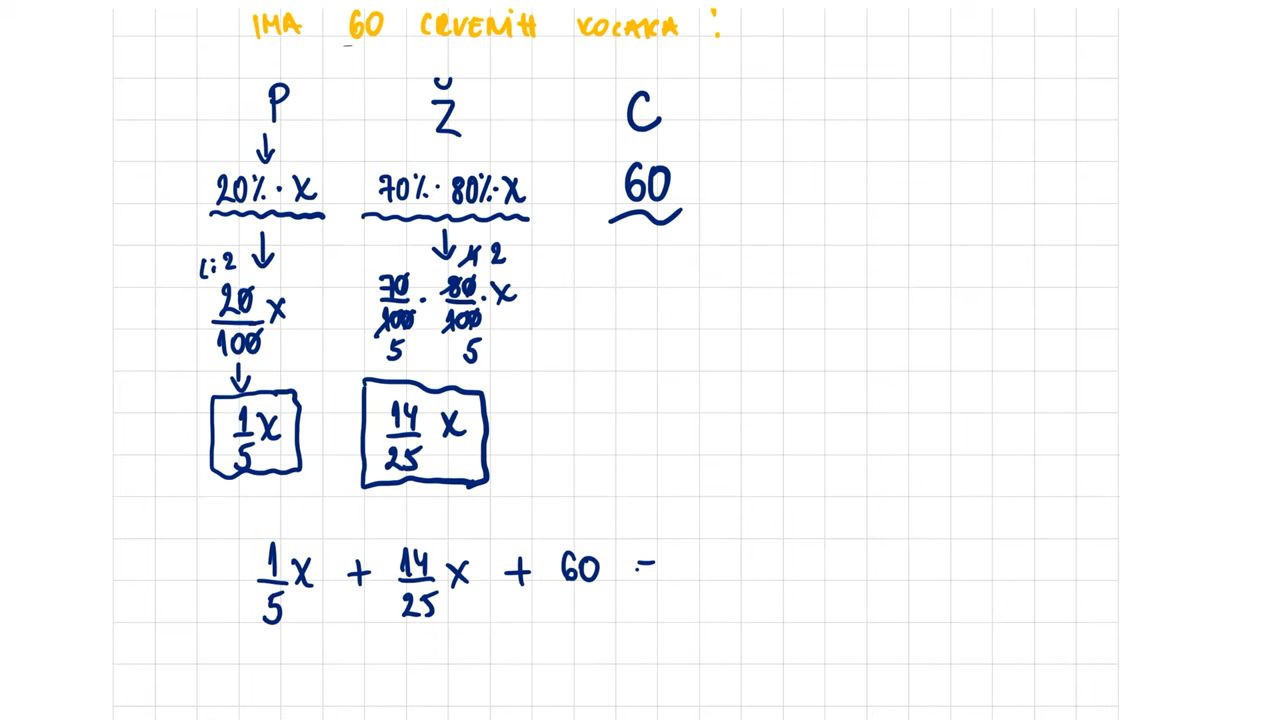 IMA 60 CRVENIH KOCAKA :
P Ž C
↓
20% · x 70% · 80% · x 60
↓ ↓ 4 2
(:2
20/100 x 70/100 · 80/100 · x
5 5
↓
1/5 x 14/25 x
1/5 x + 14/25 x + 60 =